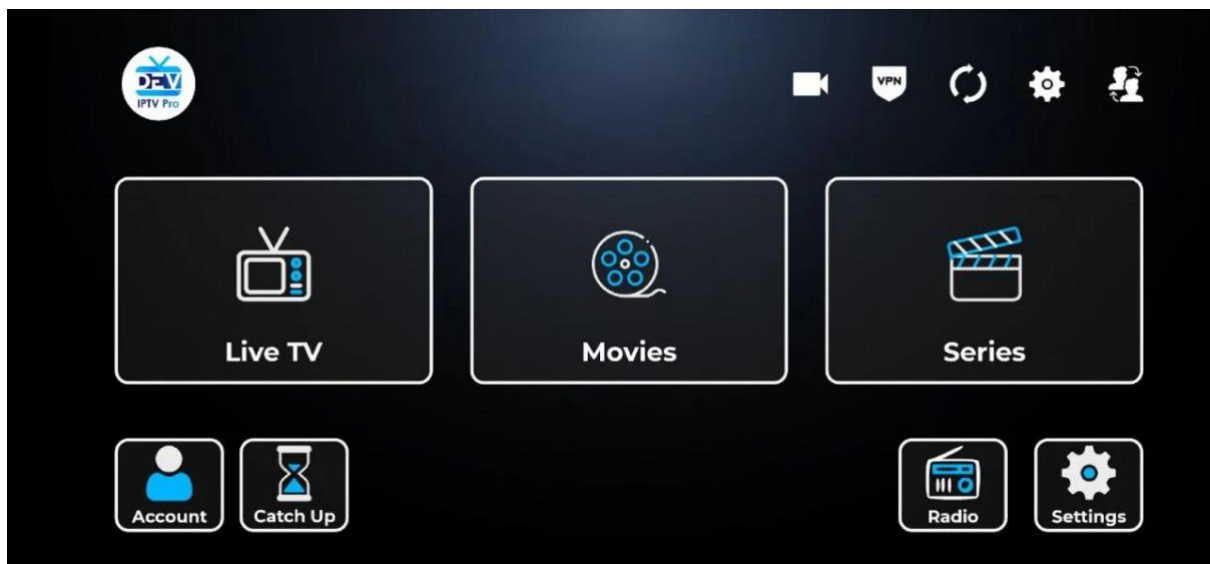 DEV
IPTV Pro
VPN
Live TV
Movies
Series
Account
Catch Up
Radio
Settings